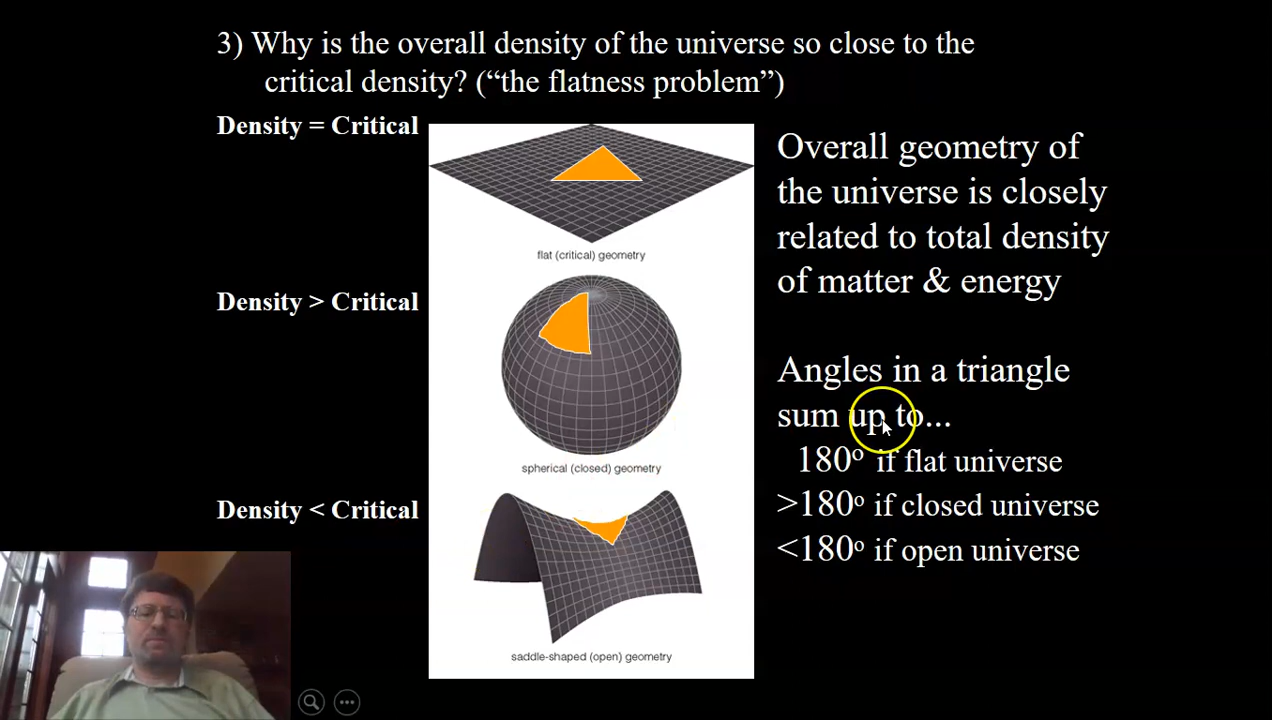 3) Why is the overall density of the universe so close to the
critical density? (“the flatness problem”)
Density = Critical
flat (critical) geometry
Density > Critical
spherical (closed) geometry
Density < Critical
saddle-shaped (open) geometry
Overall geometry of
the universe is closely
related to total density
of matter & energy
Angles in a triangle
sum up to...
180º if flat universe
>180º if closed universe
<180º if open universe